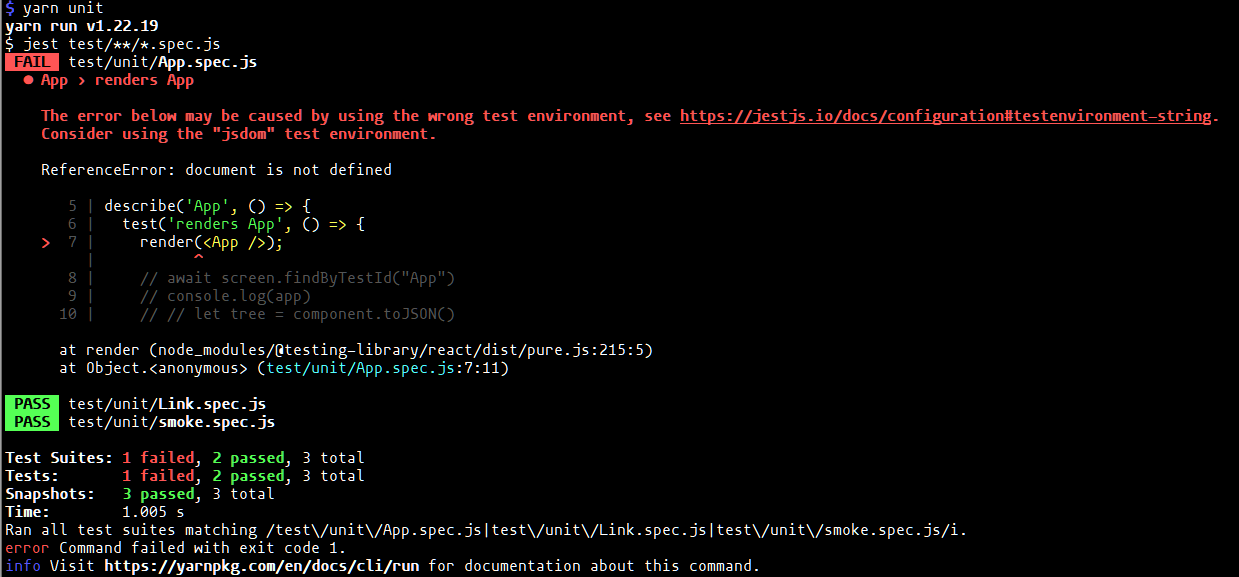 $ yarn unit
yarn run v1.22.19
$ jest test/**/*.spec.js
FAIL test/unit/App.spec.js
● App › renders App
The error below may be caused by using the wrong test environment, see https://jestjs.io/docs/configuration#testenvironment-string.
Consider using the "jsdom" test environment.
ReferenceError: document is not defined
5 | describe('App', () => {
6 |   test('renders App', () => {
> 7 |     render(<App />);
|           ^
8 |     // await screen.findByTestId("App")
9 |     // console.log(app)
10 |     // // let tree = component.toJSON()
at render (node_modules/@testing-library/react/dist/pure.js:215:5)
at Object.<anonymous> (test/unit/App.spec.js:7:11)
PASS test/unit/Link.spec.js
PASS test/unit/smoke.spec.js
Test Suites: 1 failed, 2 passed, 3 total
Tests:       1 failed, 2 passed, 3 total
Snapshots:   3 passed, 3 total
Time:        1.005 s
Ran all test suites matching /test\/unit\/App.spec.js|test\/unit\/Link.spec.js|test\/unit\/smoke.spec.js/i.
error Command failed with exit code 1.
info Visit https://yarnpkg.com/en/docs/cli/run for documentation about this command.